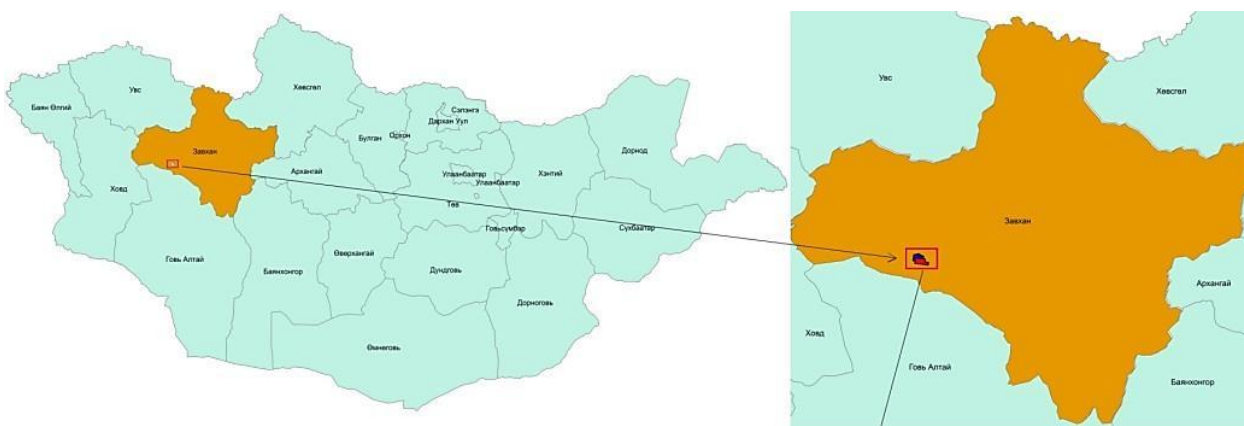 Баян Өлгий
Увс
Хөвсгөл
Завхан
Ховд
Говь Алтай
Архангай
Булган
Орхон
Сэлэнгэ
Дархан Уул
Улаанбаатар
Улаанбаатар
Төв
Хэнтий
Дорнод
Сүхбаатар
Говьсүмбэр
Өвөрхангай
Баянхонгор
Дундговь
Дорноговь
Өмнөговь
Увс
Хөвсгөл
Завхан
Архангай
Ховд
Говь Алтай
Баянхонгор